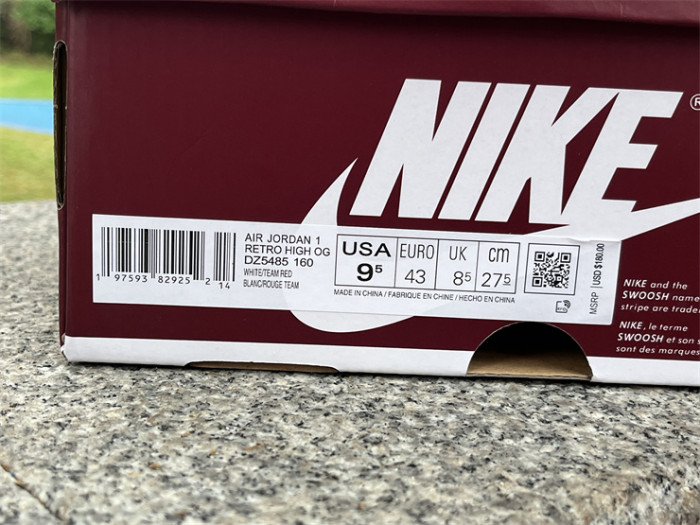 NIKE
®
AIR JORDAN 1
RETRO HIGH OG
DZ5485 160
WHITE/TEAM RED
BLANC/ROUGE TEAM
1 97593 82925 2 14
USA EURO UK cm
9⁵ 43 8⁵ 27⁵
MADE IN CHINA / FABRIQUE EN CHINE / HECHO EN CHINA
MSRP USD $180.00
NIKE and the
SWOOSH name
stripe are trade
NIKE, le terme
SWOOSH et son s
sont des marques